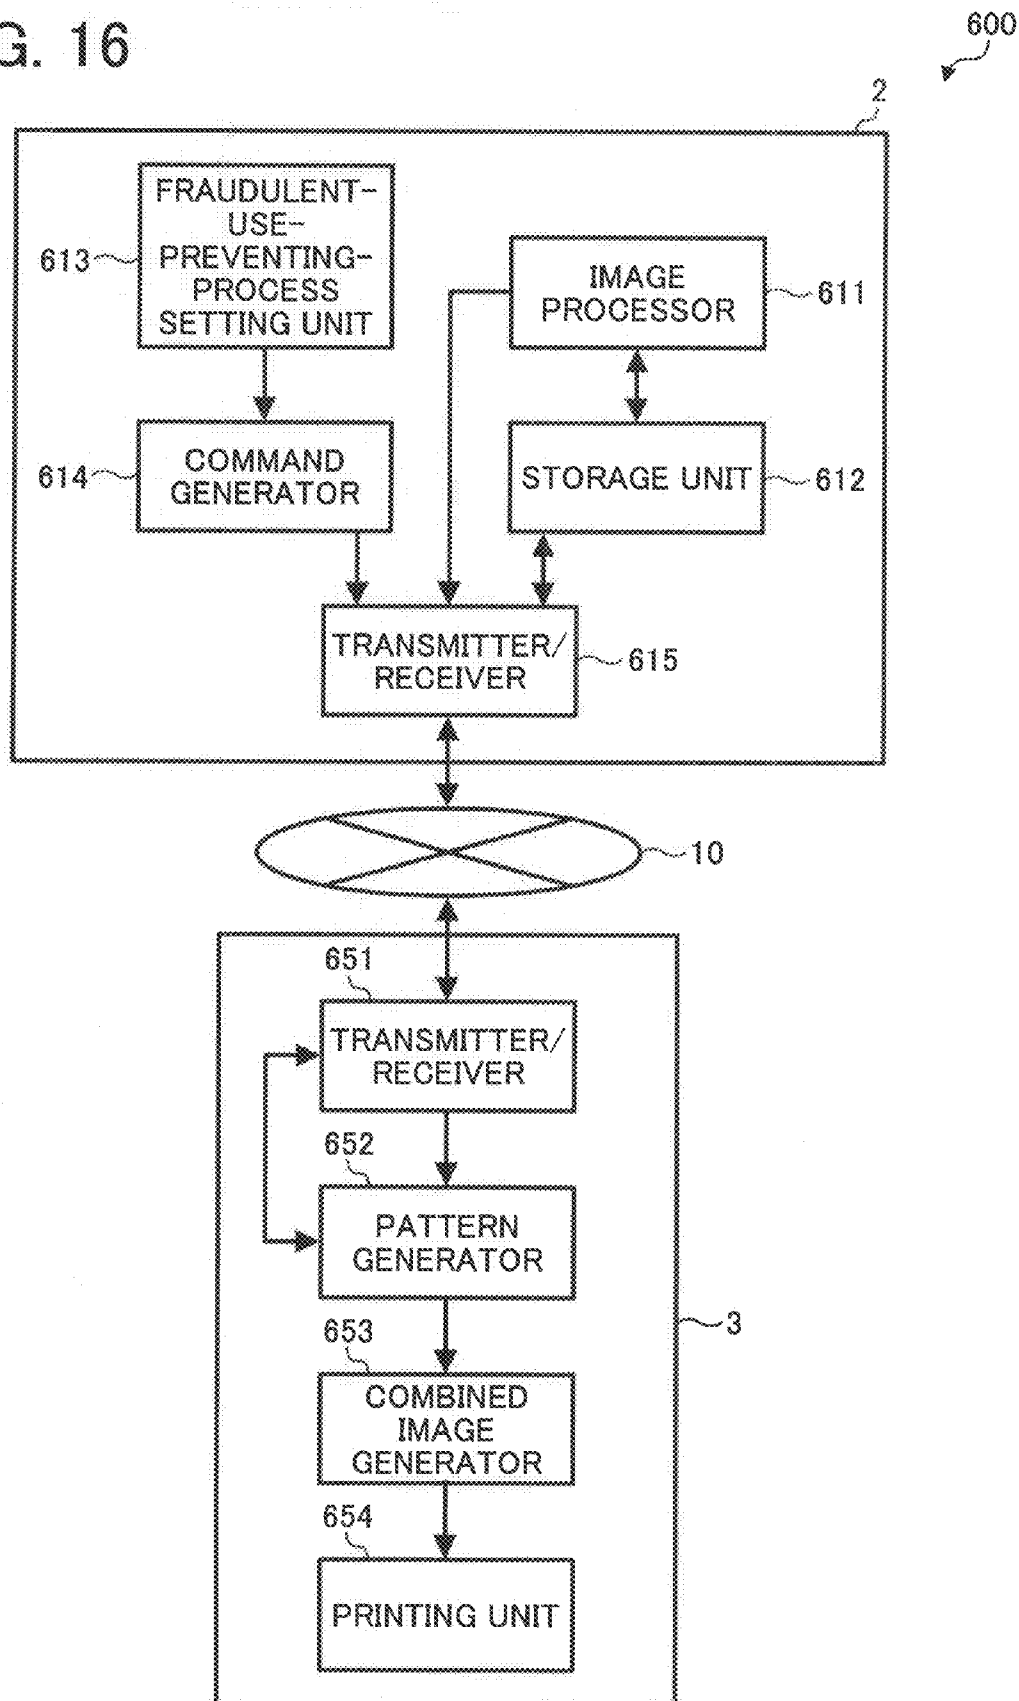 G. 16
600
2
FRAUDULENT-
USE-
PREVENTING-
PROCESS
SETTING UNIT
613
IMAGE
PROCESSOR
611
COMMAND
GENERATOR
614
STORAGE UNIT
612
TRANSMITTER/
RECEIVER
615
10
651
TRANSMITTER/
RECEIVER
652
PATTERN
GENERATOR
3
653
COMBINED
IMAGE
GENERATOR
654
PRINTING UNIT